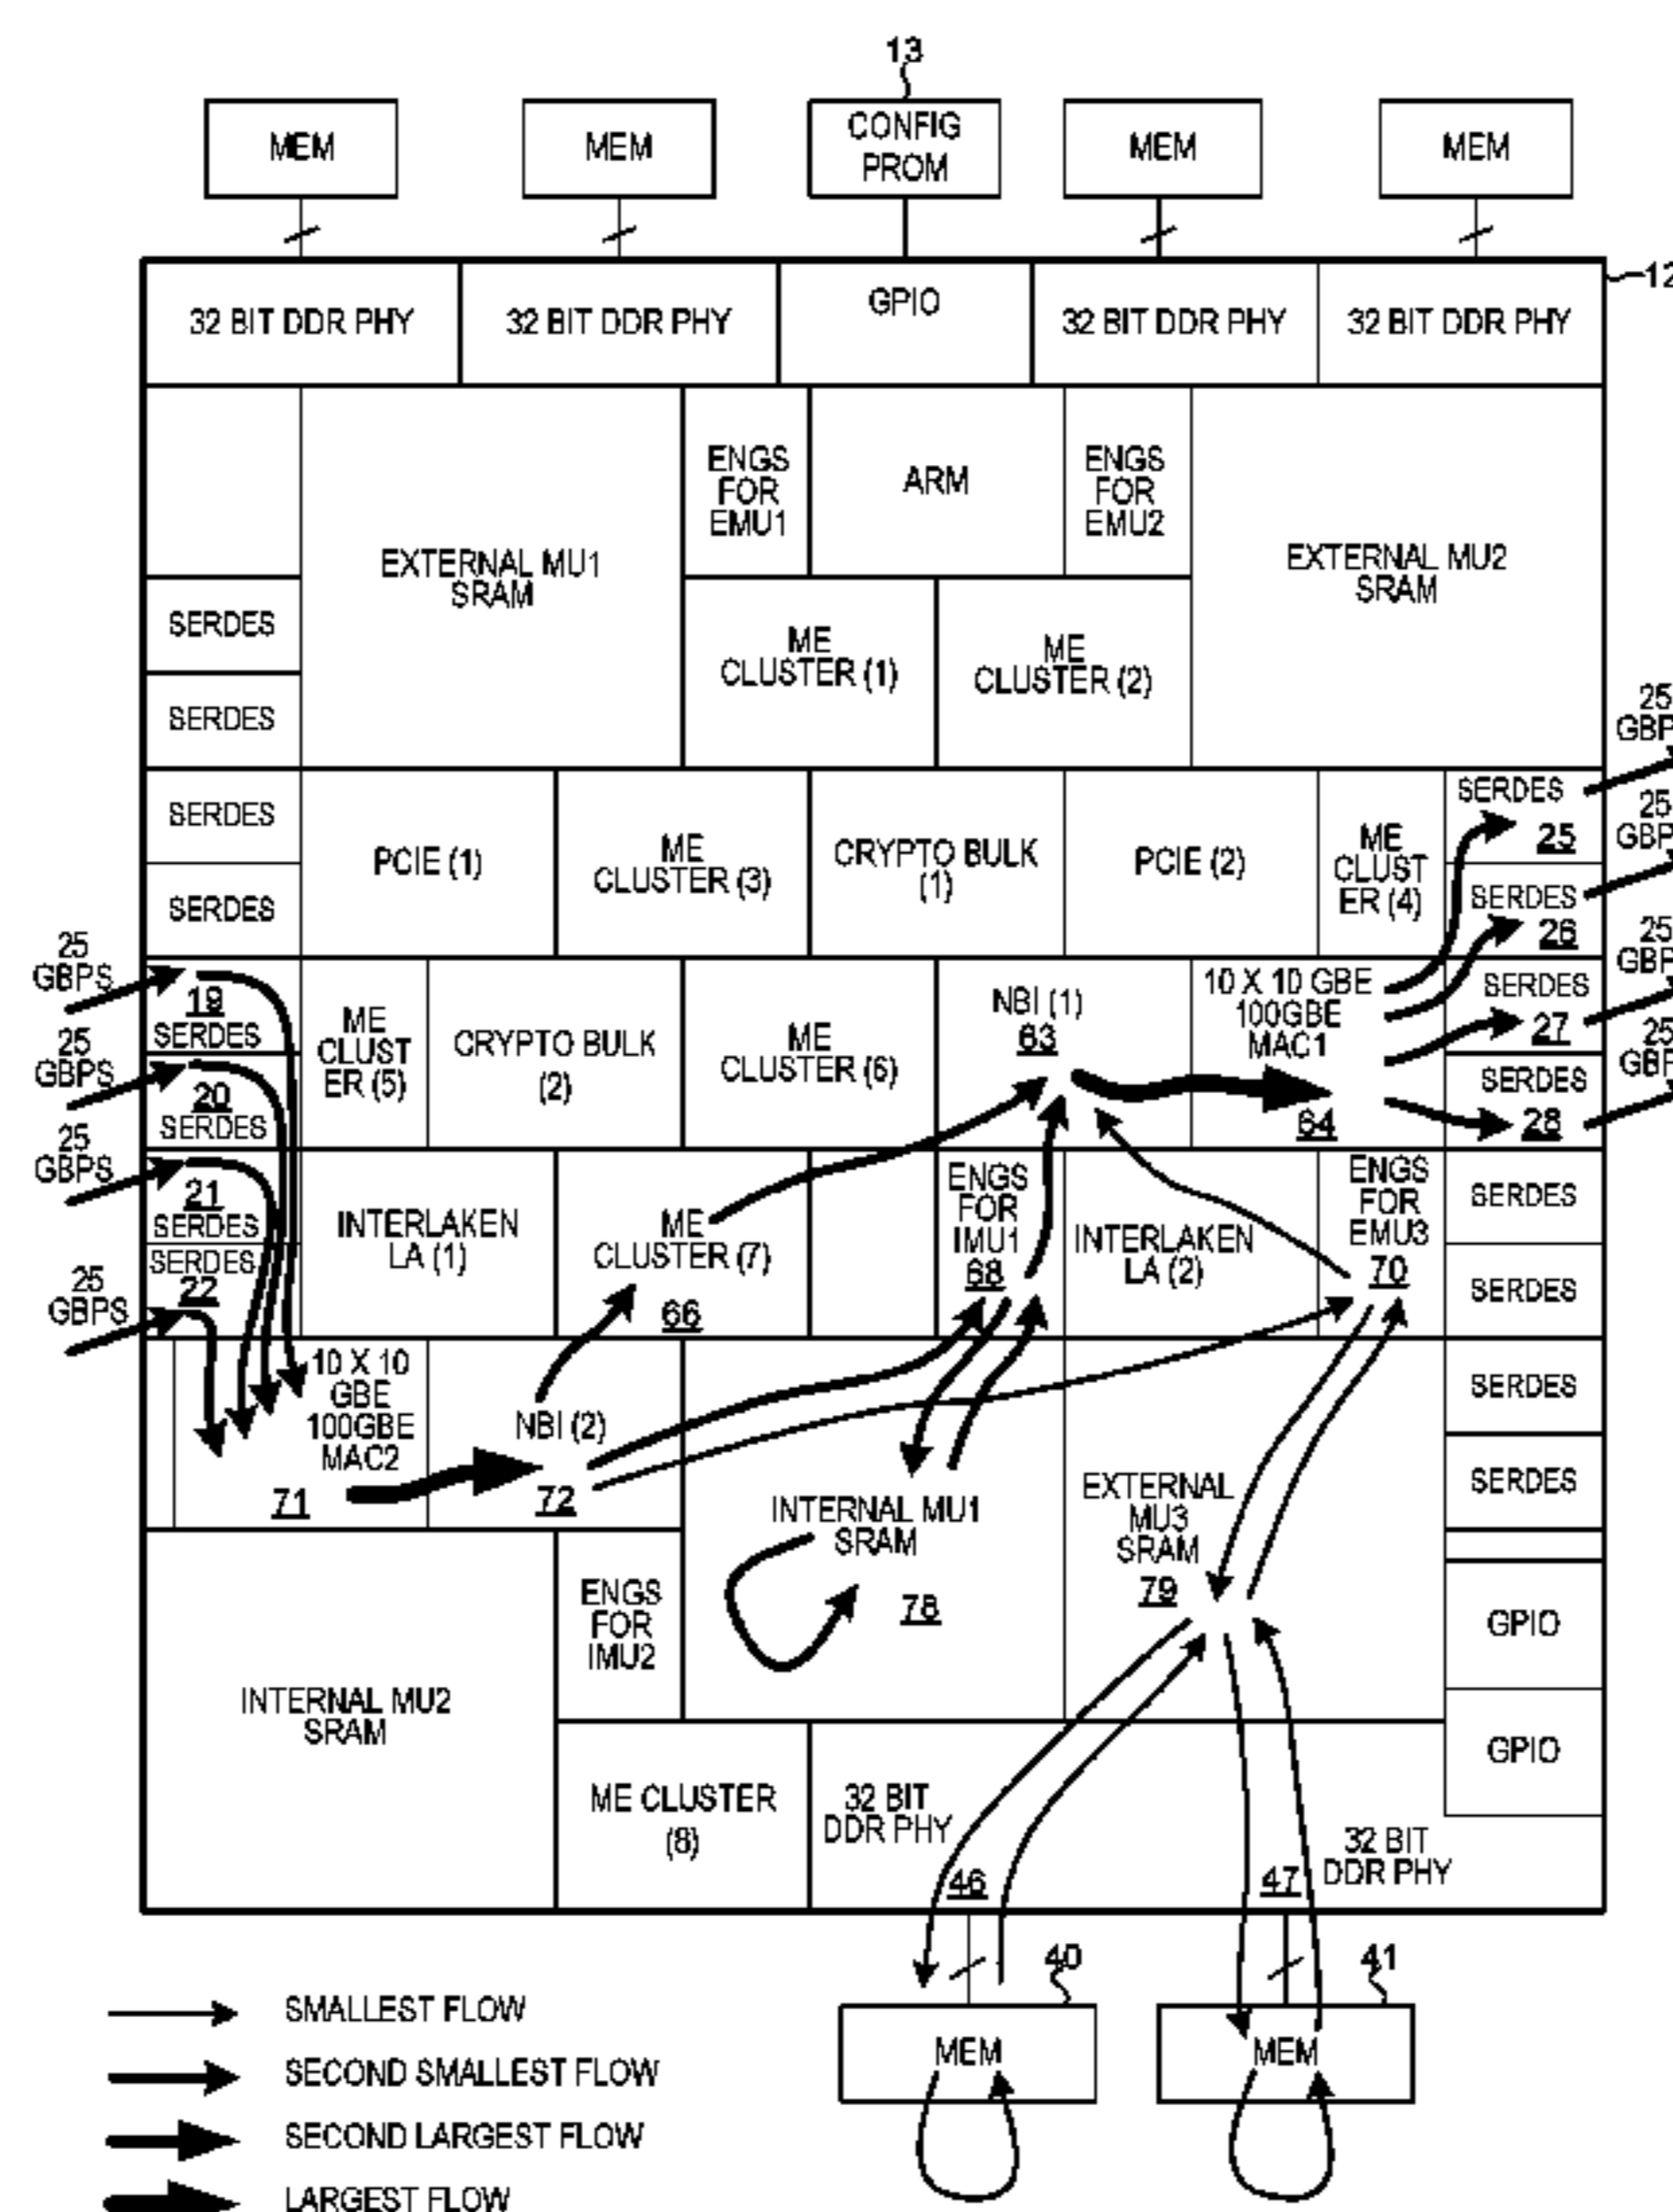 13
MEM
MEM
CONFIG
PROM
MEM
MEM
12
32 BIT DDR PHY
32 BIT DDR PHY
GPIO
32 BIT DDR PHY
32 BIT DDR PHY
EXTERNAL MU1
SRAM
ENGS
FOR
EMU1
ARM
ENGS
FOR
EMU2
EXTERNAL MU2
SRAM
SERDES
SERDES
ME
CLUSTER (1)
ME
CLUSTER (2)
SERDES
SERDES
PCIE (1)
ME
CLUSTER (3)
CRYPTO BULK
(1)
PCIE (2)
ME
CLUST
ER (4)
SERDES
25
SERDES
26
25
GBP
25
GBP
25
GBP
25
GBP
25
GBPS
25
GBPS
25
GBPS
25
GBPS
19
SERDES
20
SERDES
ME
CLUST
ER (5)
CRYPTO BULK
(2)
ME
CLUSTER (6)
NBI (1)
63
10 X 10 GBE
100GBE
MAC1
64
SERDES
27
SERDES
28
21
SERDES
SERDES
22
INTERLAKEN
LA (1)
ME
CLUSTER (7)
66
ENGS
FOR
IMU1
68
INTERLAKEN
LA (2)
ENGS
FOR
EMU3
70
SERDES
SERDES
10 X 10
GBE
100GBE
MAC2
71
NBI (2)
72
INTERNAL MU1
SRAM
78
EXTERNAL
MU3
SRAM
79
SERDES
SERDES
GPIO
GPIO
INTERNAL MU2
SRAM
ENGS
FOR
IMU2
ME CLUSTER
(8)
32 BIT
DDR PHY
46
47
32 BIT
DDR PHY
40
41
MEM
MEM
SMALLEST FLOW
SECOND SMALLEST FLOW
SECOND LARGEST FLOW
LARGEST FLOW